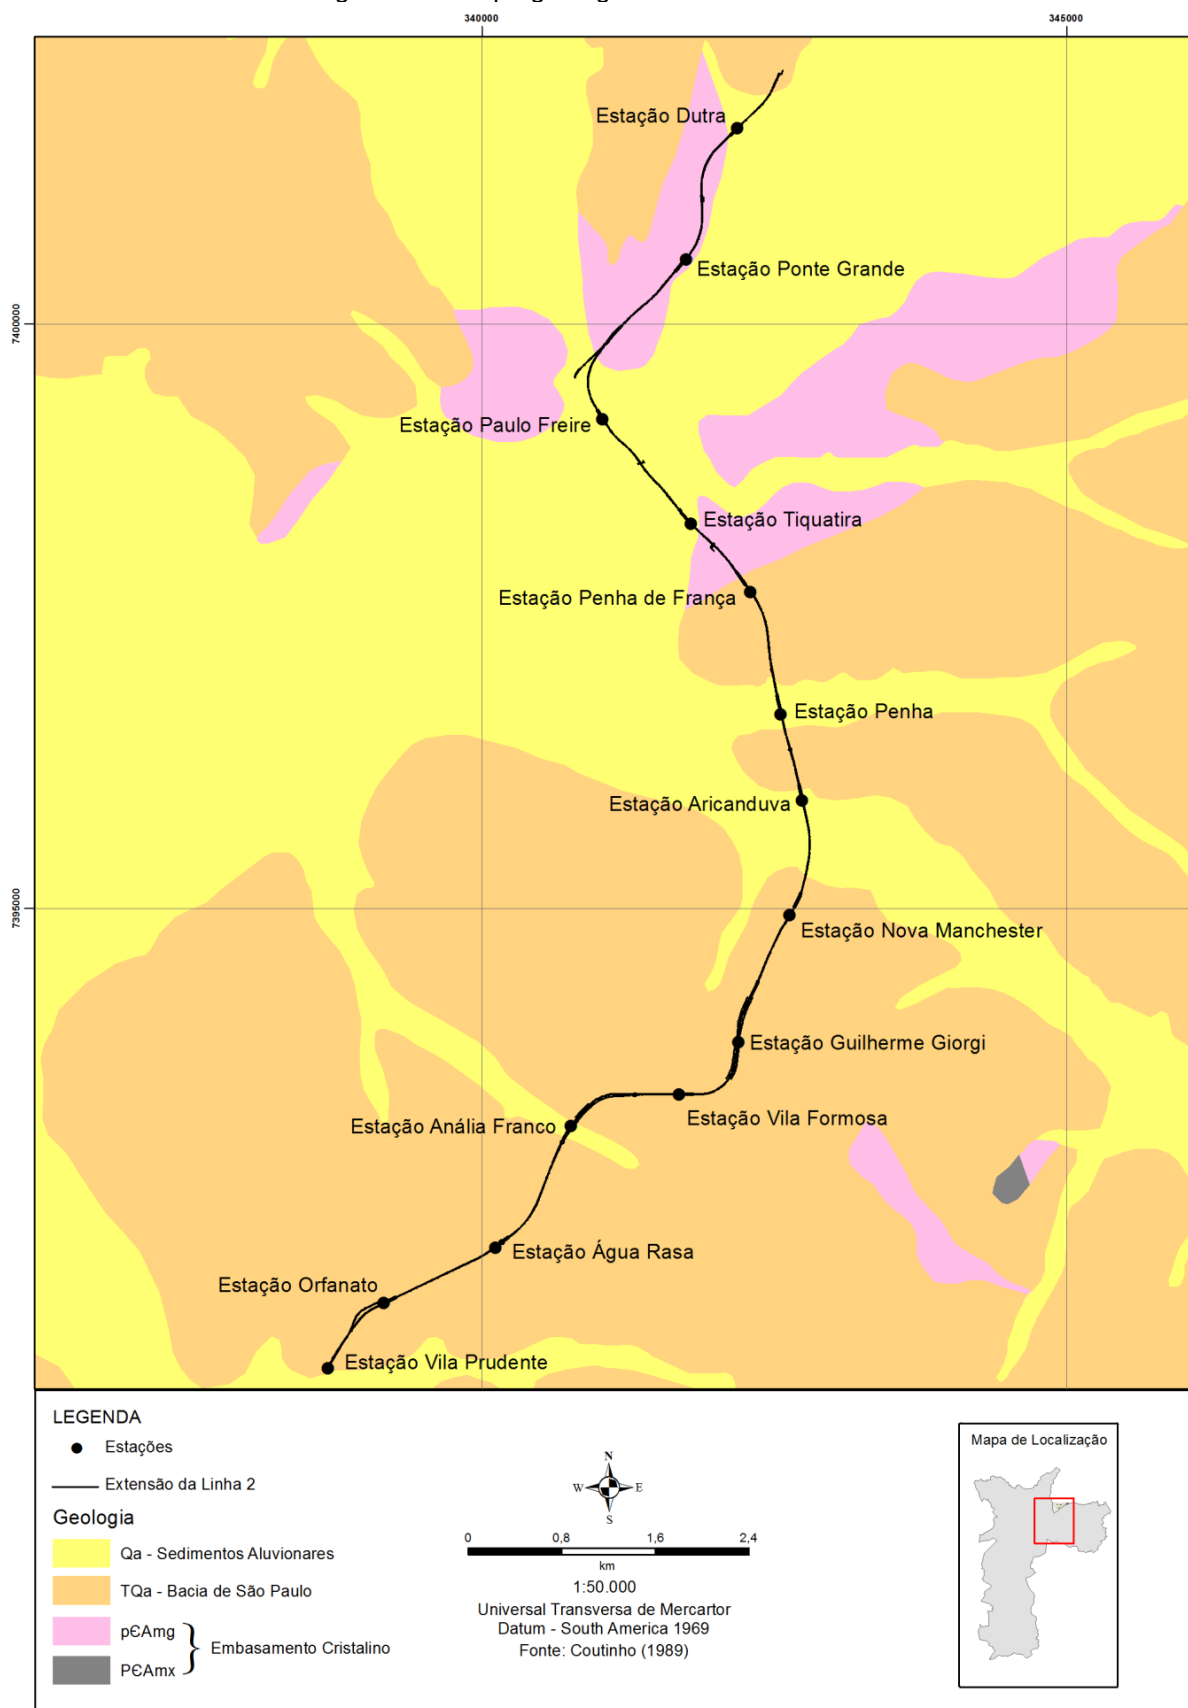 340000
345000
Estação Dutra
Estação Ponte Grande
7400000
Estação Paulo Freire
Estação Tiquatira
Estação Penha de França
Estação Penha
Estação Aricanduva
7395000
Estação Nova Manchester
Estação Guilherme Giorgi
Estação Vila Formosa
Estação Anália Franco
Estação Água Rasa
Estação Orfanato
Estação Vila Prudente
LEGENDA
Estações
Extensão da Linha 2
Geologia
Qa - Sedimentos Aluvionares
TQa - Bacia de São Paulo
pЄAmg
PЄAmx
Embasamento Cristalino
N
W
E
S
0 0,8 1,6 2,4
km
1:50.000
Universal Transversa de Mercartor
Datum - South America 1969
Fonte: Coutinho (1989)
Mapa de Localização